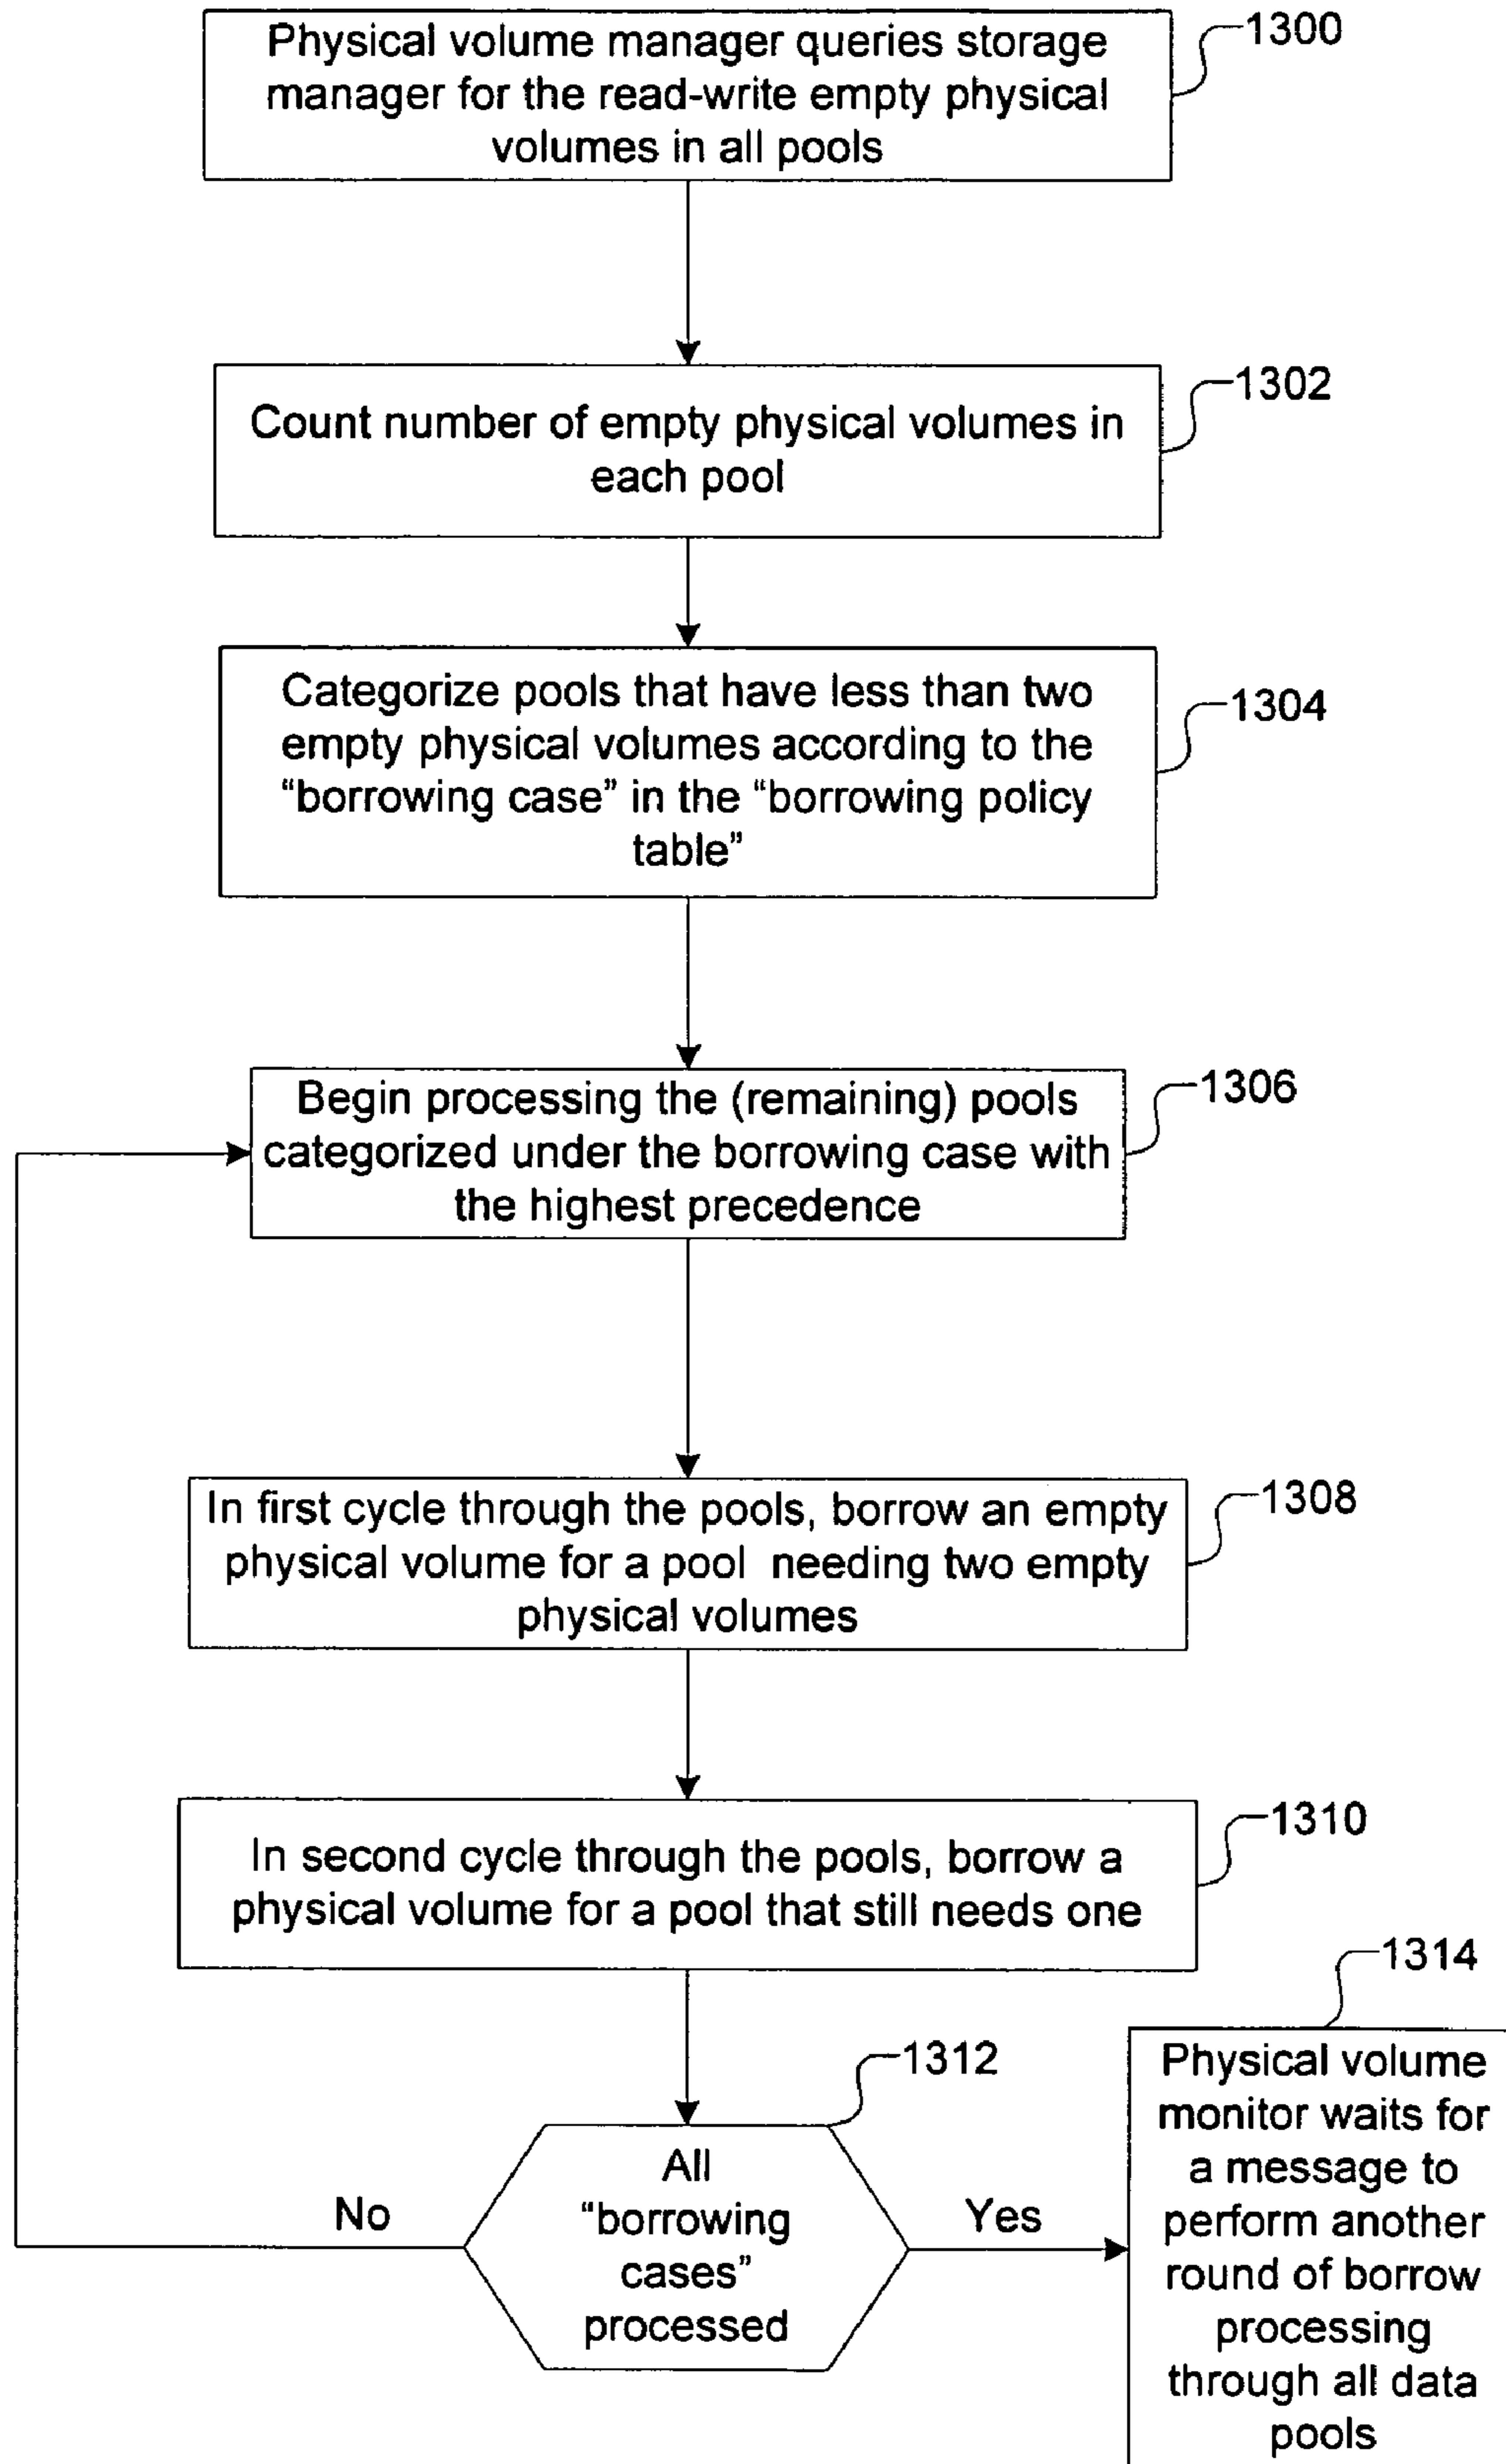 Physical volume manager queries storage
manager for the read-write empty physical
volumes in all pools
1300
Count number of empty physical volumes in
each pool
1302
Categorize pools that have less than two
empty physical volumes according to the
“borrowing case” in the “borrowing policy
table”
1304
Begin processing the (remaining) pools
categorized under the borrowing case with
the highest precedence
1306
In first cycle through the pools, borrow an empty
physical volume for a pool needing two empty
physical volumes
1308
In second cycle through the pools, borrow a
physical volume for a pool that still needs one
1310
All
“borrowing
cases”
processed
1312
No
Yes
1314
Physical volume
monitor waits for
a message to
perform another
round of borrow
processing
through all data
pools